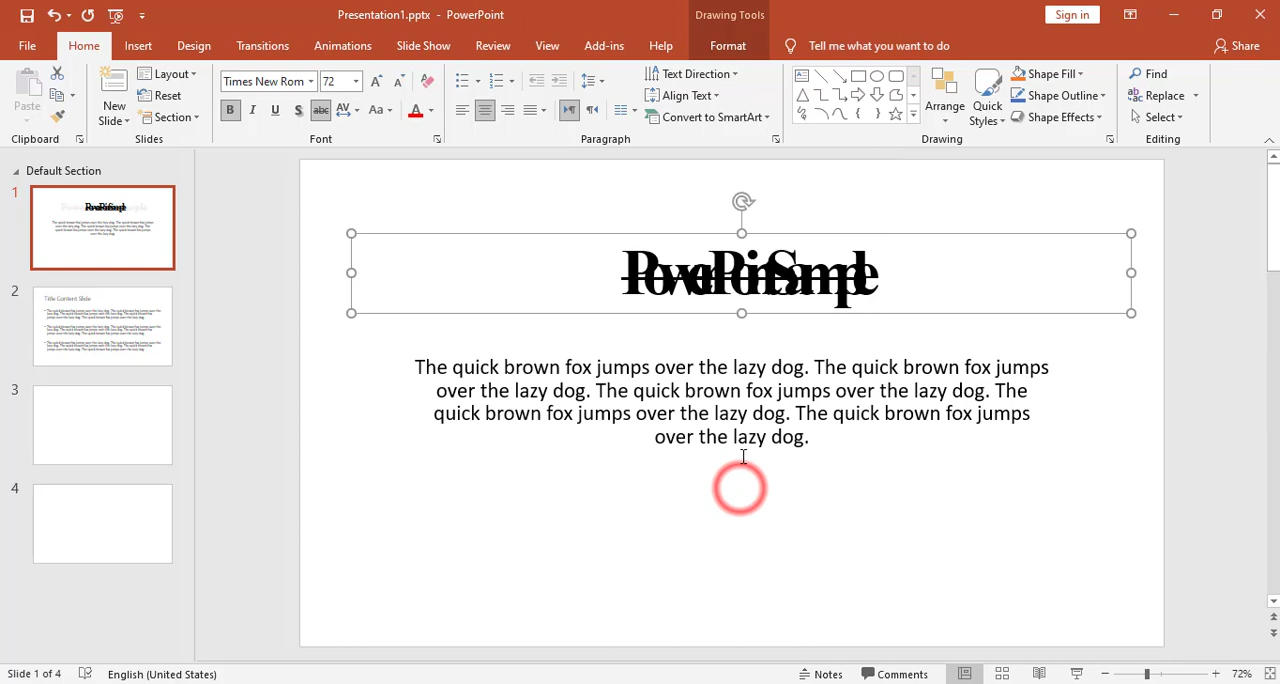 Presentation1.pptx - PowerPoint
Drawing Tools
Sign in
File Home Insert Design Transitions Animations Slide Show Review View Add-ins Help Format Tell me what you want to do Share
Paste
Clipboard
New Slide
Layout
Reset
Section
Slides
Times New Rom 72
B I U S abc AV Aa A
Font
Text Direction
Align Text
Convert to SmartArt
Paragraph
Arrange
Quick Styles
Shape Fill
Shape Outline
Shape Effects
Drawing
Find
Replace
Select
Editing
Default Section
1
2
Title Content Slide
3
4
The quick brown fox jumps over the lazy dog. The quick brown fox jumps
over the lazy dog. The quick brown fox jumps over the lazy dog. The
quick brown fox jumps over the lazy dog. The quick brown fox jumps
over the lazy dog.
Slide 1 of 4 English (United States) Notes Comments 72%